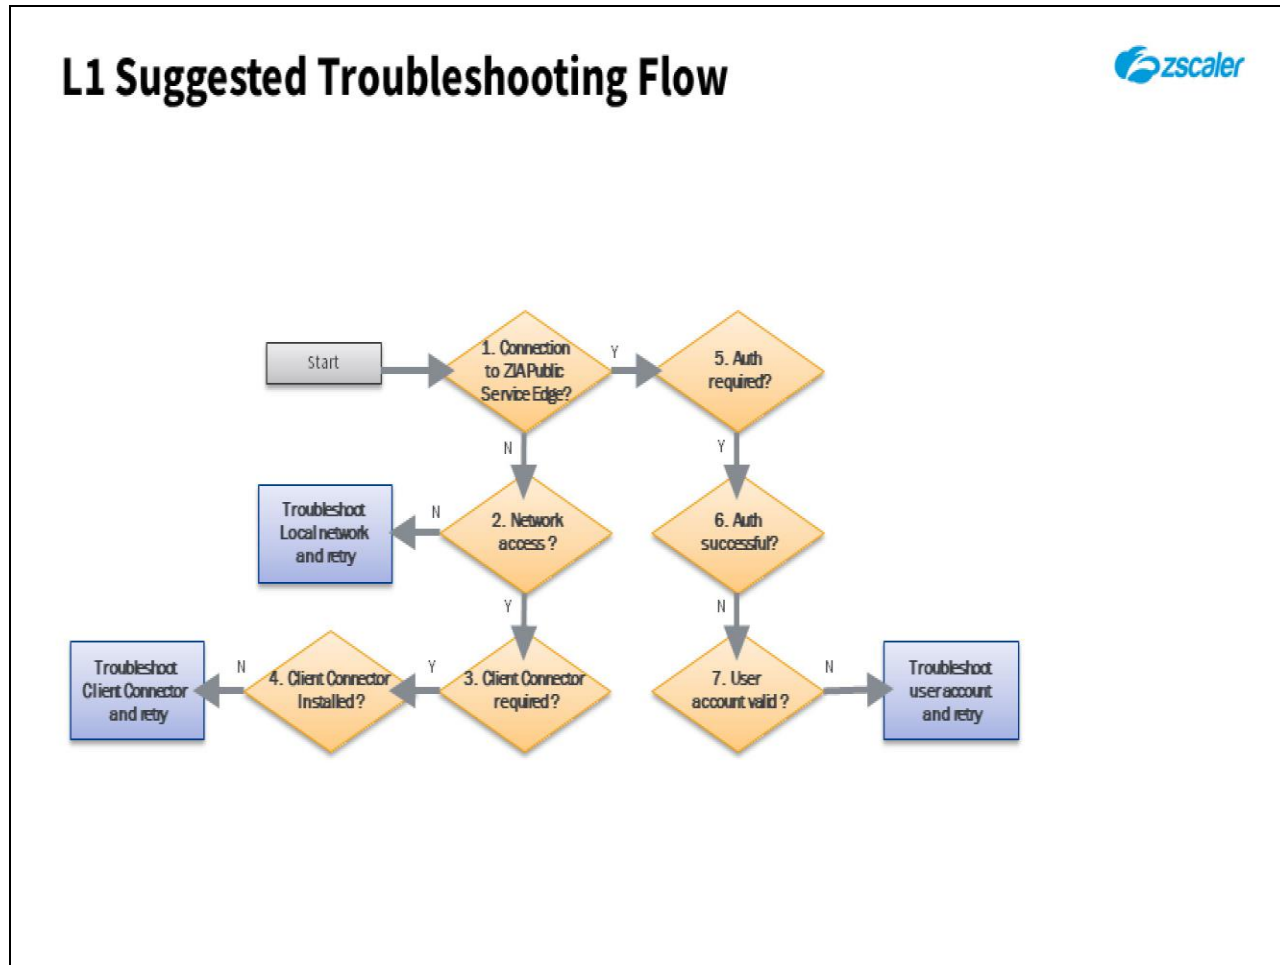 L1 Suggested Troubleshooting Flow
zscaler
Start
1. Connection
to ZIA Public
Service Edge?
Y
5. Auth
required?
N
Y
Troubleshoot
Local network
and retry
N
2. Network
access ?
6. Auth
successful?
Y
N
Troubleshoot
Client Connector
and retry
N
4. Client Connector
Installed ?
Y
3. Client Connector
required ?
7. User
account valid ?
N
Troubleshoot
user account
and retry